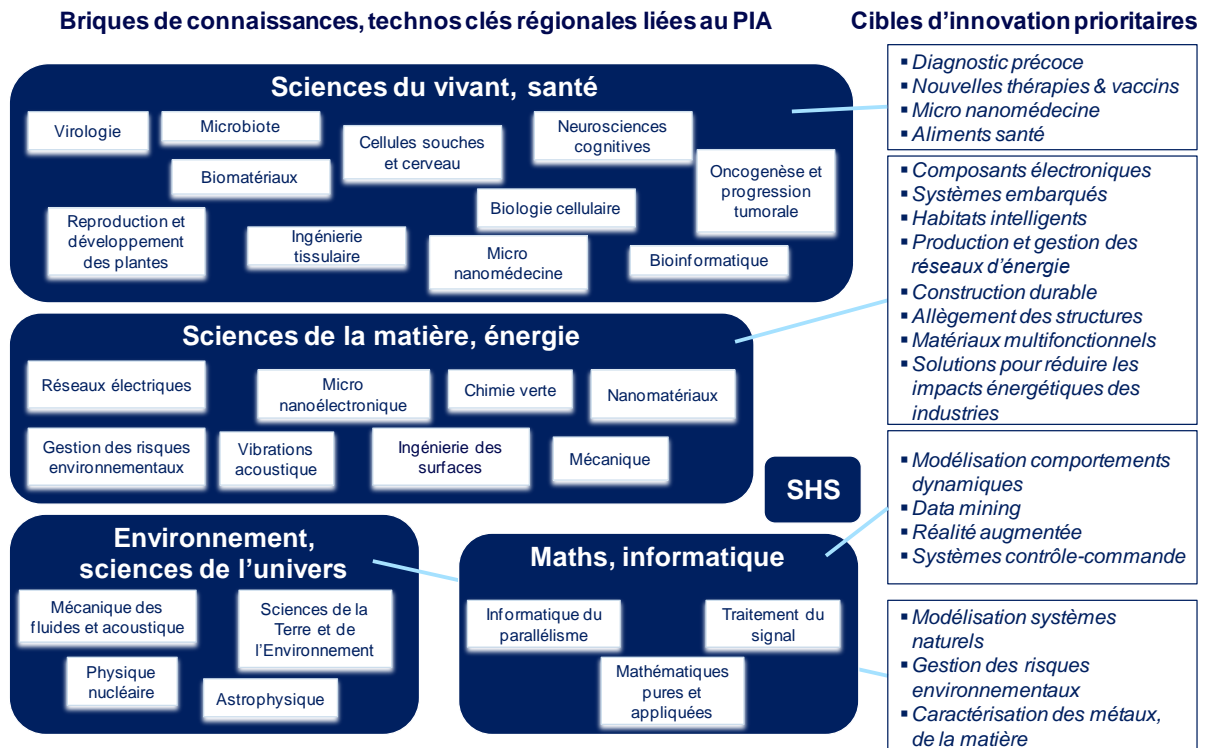 Briques de connaissances, technos clés régionales liées au PIA
Cibles d'innovation prioritaires
Sciences du vivant, santé
Virologie
Microbiote
Cellules souches
et cerveau
Neurosciences
cognitives
Biomatériaux
Oncogenèse et
progression
tumorale
Reproduction et
développement
des plantes
Ingénierie
tissulaire
Biologie cellulaire
Micro
nanomédecine
Bioinformatique
▪ Diagnostic précoce
▪ Nouvelles thérapies & vaccins
▪ Micro nanomédecine
▪ Aliments santé
Sciences de la matière, énergie
Réseaux électriques
Micro
nanoélectronique
Chimie verte
Nanomatériaux
Gestion des risques
environnementaux
Vibrations
acoustique
Ingénierie des
surfaces
Mécanique
▪ Composants électroniques
▪ Systèmes embarqués
▪ Habitats intelligents
▪ Production et gestion des
réseaux d'énergie
▪ Construction durable
▪ Allègement des structures
▪ Matériaux multifonctionnels
▪ Solutions pour réduire les
impacts énergétiques des
industries
SHS
Environnement,
sciences de l'univers
Mécanique des
fluides et acoustique
Sciences de la
Terre et de
l'Environnement
Physique
nucléaire
Astrophysique
Maths, informatique
Informatique du
parallélisme
Traitement du
signal
Mathématiques
pures et
appliquées
▪ Modélisation comportements
dynamiques
▪ Data mining
▪ Réalité augmentée
▪ Systèmes contrôle-commande
▪ Modélisation systèmes
naturels
▪ Gestion des risques
environnementaux
▪ Caractérisation des métaux,
de la matière